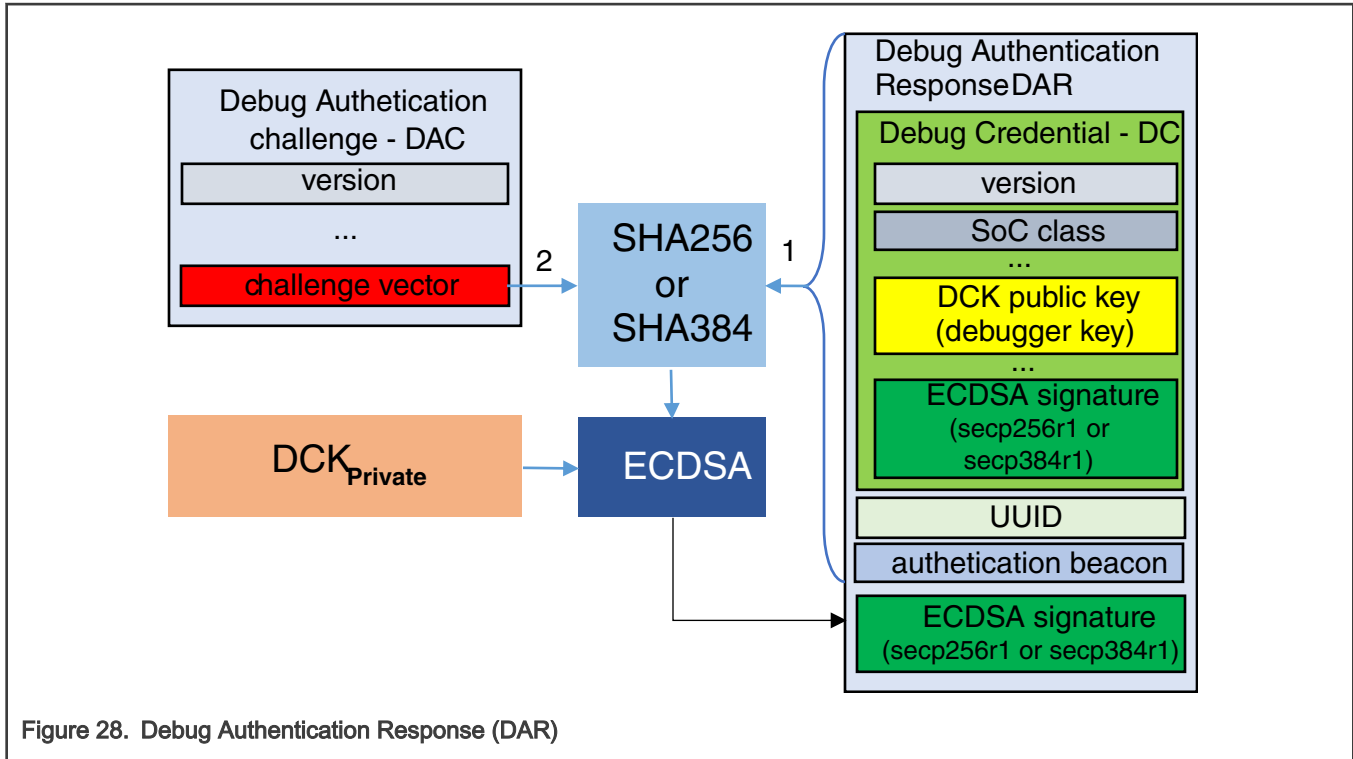 Debug Authetication
challenge - DAC
version
...
challenge vector
2
SHA256
or
SHA384
1
DCK Private
ECDSA
Debug Authentication
ResponseDAR
Debug Credential - DC
version
SoC class
...
DCK public key
(debugger key)
...
ECDSA signature
(secp256r1 or
secp384r1)
UUID
authetication beacon
ECDSA signature
(secp256r1 or secp384r1)
Figure 28. Debug Authentication Response (DAR)